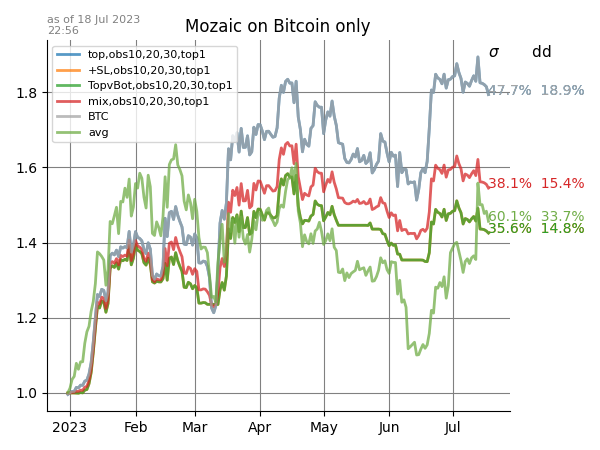 as of 18 Jul 2023
22:56
Mozaic on Bitcoin only
σ dd
top,obs10,20,30,top1
+SL,obs10,20,30,top1
TopvBot,obs10,20,30,top1
mix,obs10,20,30,top1
BTC
avg
47.7% 18.9%
38.1% 15.4%
60.1% 33.7%
35.6% 14.8%
1.8
1.6
1.4
1.2
1.0
2023 Feb Mar Apr May Jun Jul